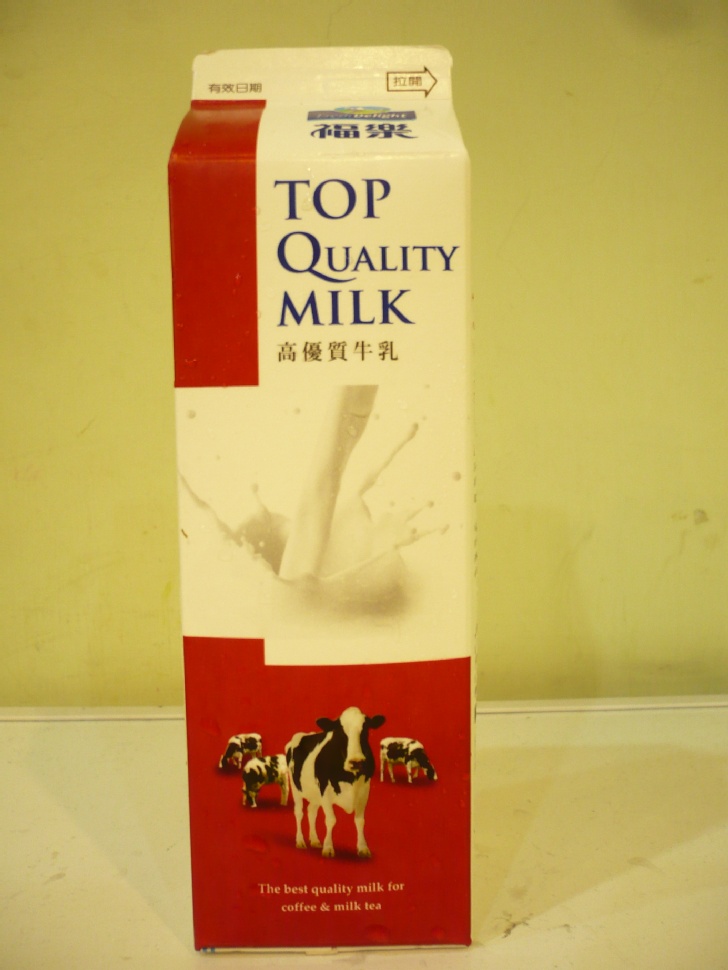 有效日期
拉開
Delight
福樂
TOP
QUALITY
MILK
高優質牛乳
The best quality milk for
coffee & milk tea